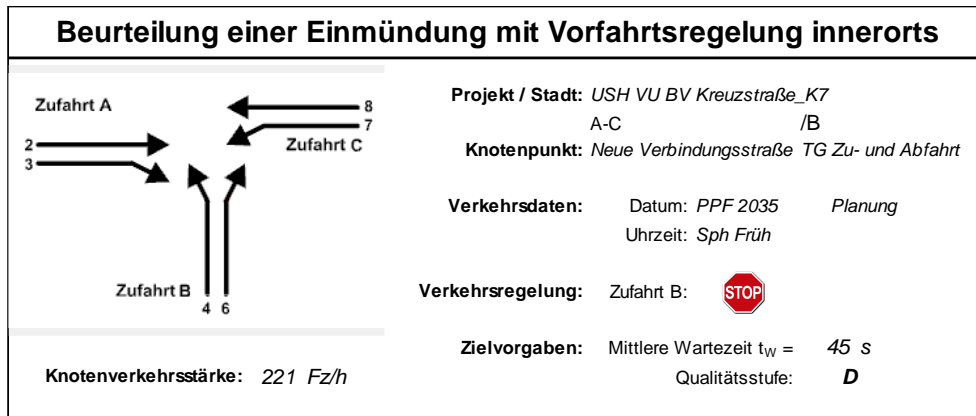 Beurteilung einer Einmündung mit Vorfahrtsregelung innerorts
Zufahrt A
8
7
Zufahrt C
2
3
Zufahrt B
4 6
Knotenverkehrsstärke: 221 Fz/h
Projekt / Stadt: USH VU BV Kreuzstraße_K7
A-C /B
Knotenpunkt: Neue Verbindungsstraße TG Zu- und Abfahrt
Verkehrsdaten: Datum: PPF 2035 Planung
Uhrzeit: Sph Früh
Verkehrsregelung: Zufahrt B: STOP
Zielvorgaben: Mittlere Wartezeit tW = 45 s
Qualitätsstufe: D